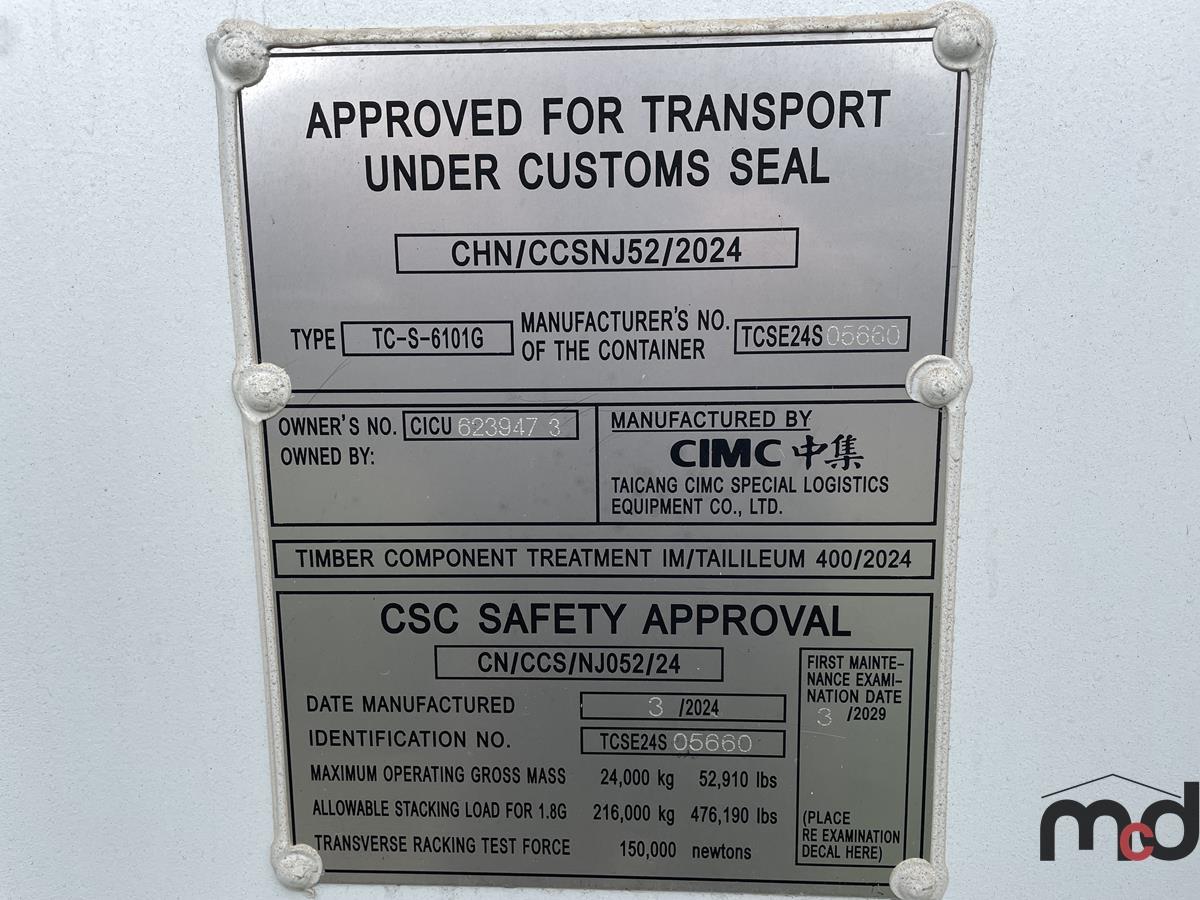 APPROVED FOR TRANSPORT
UNDER CUSTOMS SEAL
CHN/CCSNJ52/2024
TYPE TC-S-6101G MANUFACTURER'S NO. OF THE CONTAINER TCSE24S05660
OWNER'S NO. CICU 623947 3
OWNED BY:
MANUFACTURED BY
CIMC 中集
TAICANG CIMC SPECIAL LOGISTICS
EQUIPMENT CO., LTD.
TIMBER COMPONENT TREATMENT IM/TAILILEUM 400/2024
CSC SAFETY APPROVAL
CN/CCS/NJ052/24
DATE MANUFACTURED 3 /2024
IDENTIFICATION NO. TCSE24S 05660
MAXIMUM OPERATING GROSS MASS 24,000 kg 52,910 lbs
ALLOWABLE STACKING LOAD FOR 1.8G 216,000 kg 476,190 lbs
TRANSVERSE RACKING TEST FORCE 150,000 newtons
FIRST MAINTE-
NANCE EXAMI-
NATION DATE
3 /2029
(PLACE
RE EXAMINATION
DECAL HERE)
mcd